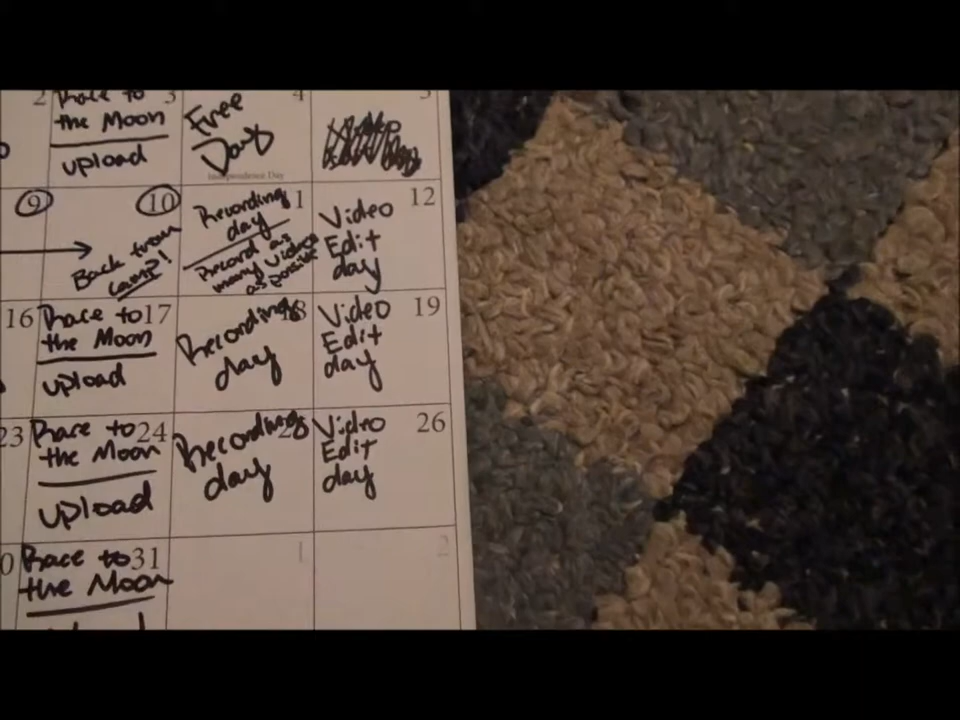 2
Race to 3
the Moon
upload
4
Free
Day
Independence Day
5
9
10
Back from
camp!
11
Recording
day
Record as
many videos
as possible
12
Video
Edit
day
16
Race to 17
the Moon
upload
18
Recording
day
19
Video
Edit
day
23
Race to 24
the Moon
upload
Recording
day
26
Video
Edit
day
Race to 31
the Moon
1
2